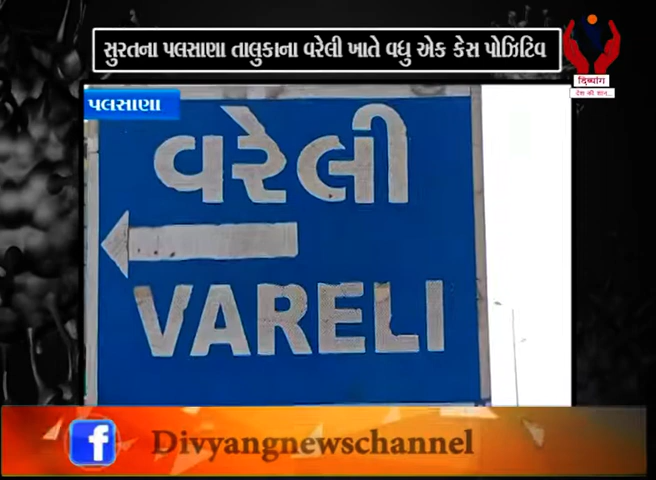 સુરતના પલસાણા તાલુકાના વરેલી ખાતે વધુ એક કેસ પોઝિટિવ
दिव्यांग
देश की शान...
પલસાણા
વરેલી
VARELI
f Divyangnewschannel